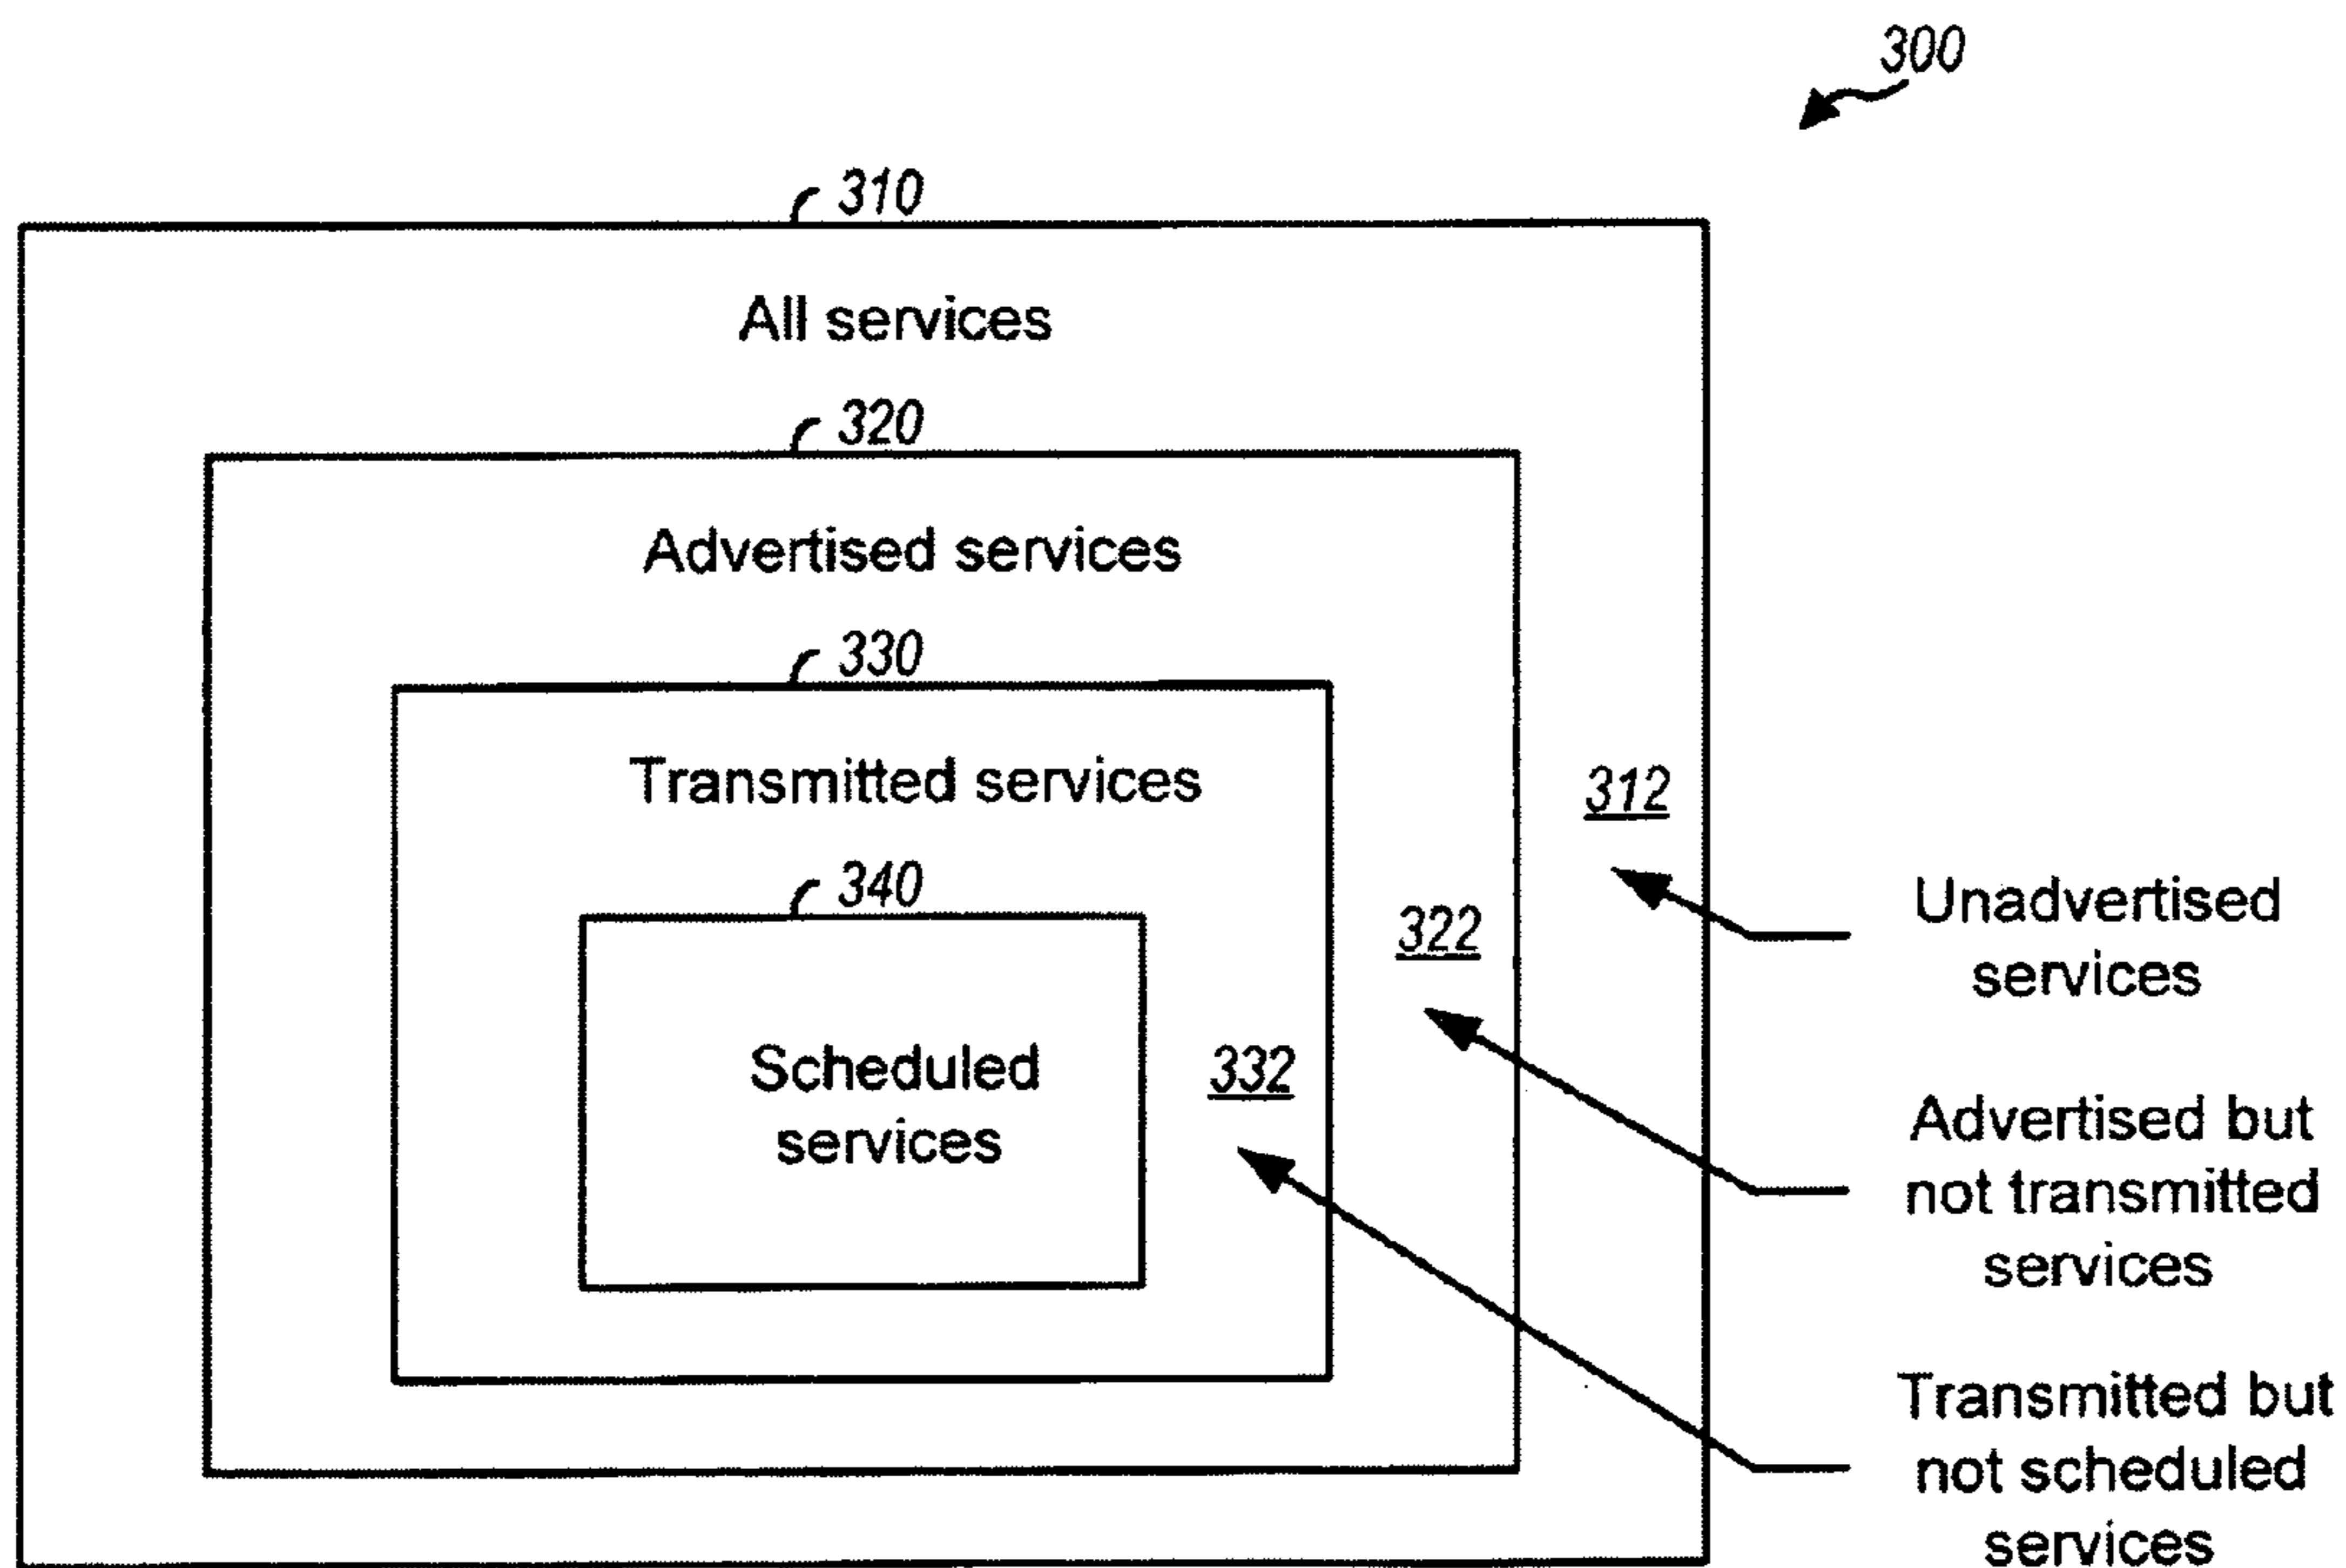 300
310
All services
320
Advertised services
330
Transmitted services
312
340
Unadvertised
services
322
Scheduled
services
332
Advertised but
not transmitted
services
Transmitted but
not scheduled
services